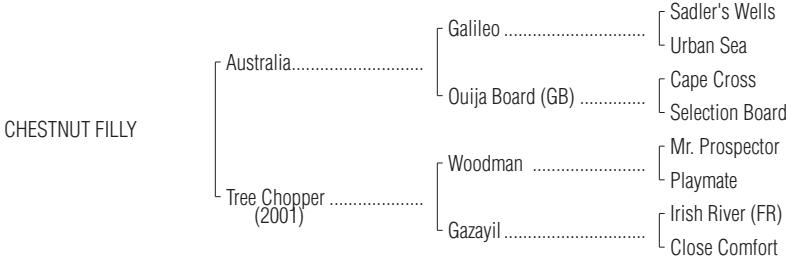 CHESTNUT FILLY
Australia...........................
Tree Chopper ....................
(2001)
Galileo ..............................
Ouija Board (GB) ..............
Woodman ........................
Gazayil ..............................
Sadler's Wells
Urban Sea
Cape Cross
Selection Board
Mr. Prospector
Playmate
Irish River (FR)
Close Comfort